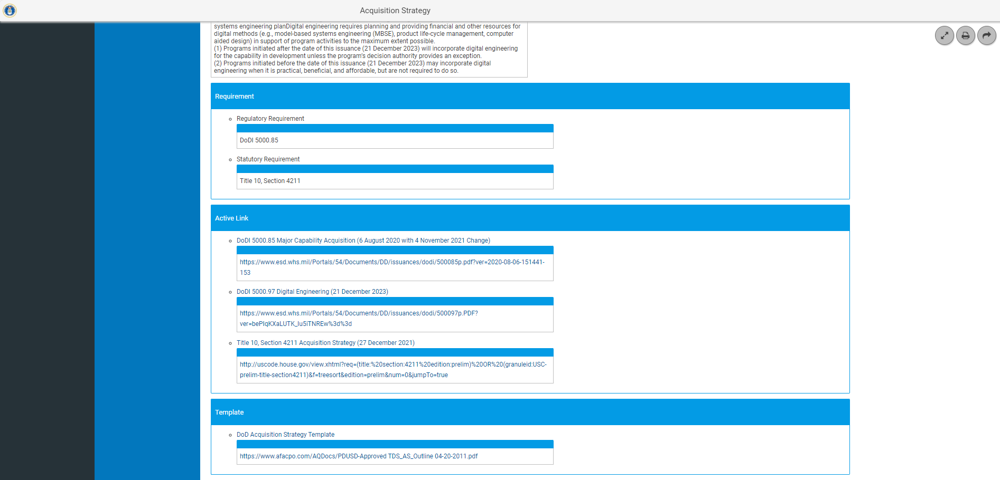 Acquisition Strategy
systems engineering planDigital engineering requires planning and providing financial and other resources for
digital methods (e.g., model-based systems engineering (MBSE), product life-cycle management, computer
aided design) in support of program activities to the maximum extent possible.
(1) Programs initiated after the date of this issuance (21 December 2023) will incorporate digital engineering
for the capability in development unless the program's decision authority provides an exception.
(2) Programs initiated before the date of this issuance (21 December 2023) may incorporate digital
engineering when it is practical, beneficial, and affordable, but are not required to do so.
Requirement
Regulatory Requirement
DoDI 5000.85
Statutory Requirement
Title 10, Section 4211
Active Link
DoDI 5000.85 Major Capability Acquisition (6 August 2020 with 4 November 2021 Change)
https://www.esd.whs.mil/Portals/54/Documents/DD/issuances/dodi/500085p.pdf?ver=2020-08-06-151441-
153
DoDI 5000.97 Digital Engineering (21 December 2023)
https://www.esd.whs.mil/Portals/54/Documents/DD/issuances/dodi/500097p.PDF?
ver=bePIqKXaLUTK_Iu5iTNREw%3d%3d
Title 10, Section 4211 Acquisition Strategy (27 December 2021)
http://uscode.house.gov/view.xhtml?req=(title:%20section:4211%20edition:prelim)%20OR%20(granuleid:USC-
prelim-title-section4211)&f=treesort&edition=prelim&num=0&jumpTo=true
Template
DoD Acquisition Strategy Template
https://www.afacpo.com/AQDocs/PDUSD-Approved TDS_AS_Outline 04-20-2011.pdf